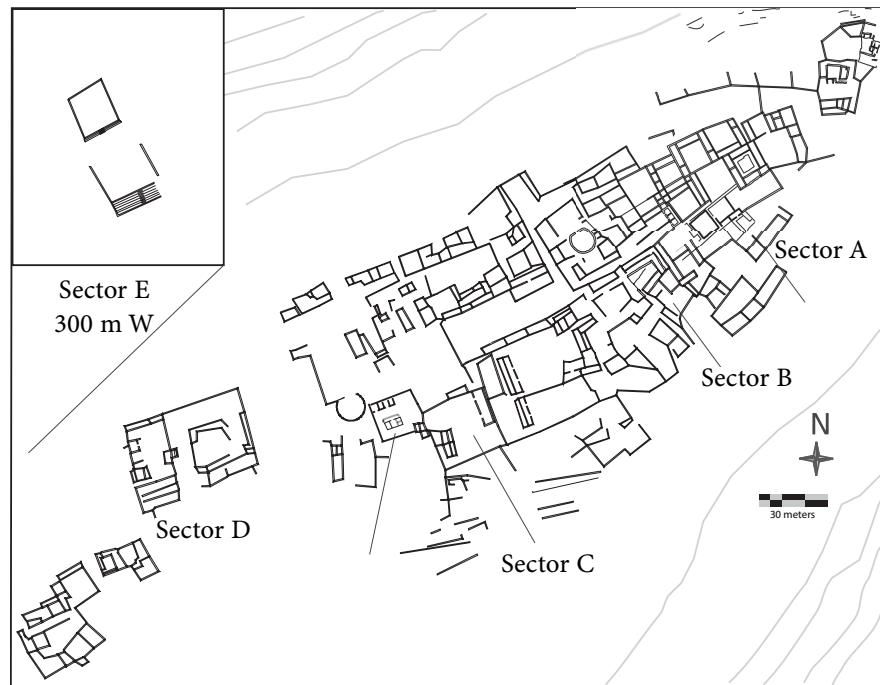 Sector E
300 m W
Sector A
Sector B
N
30 meters
Sector D
Sector C